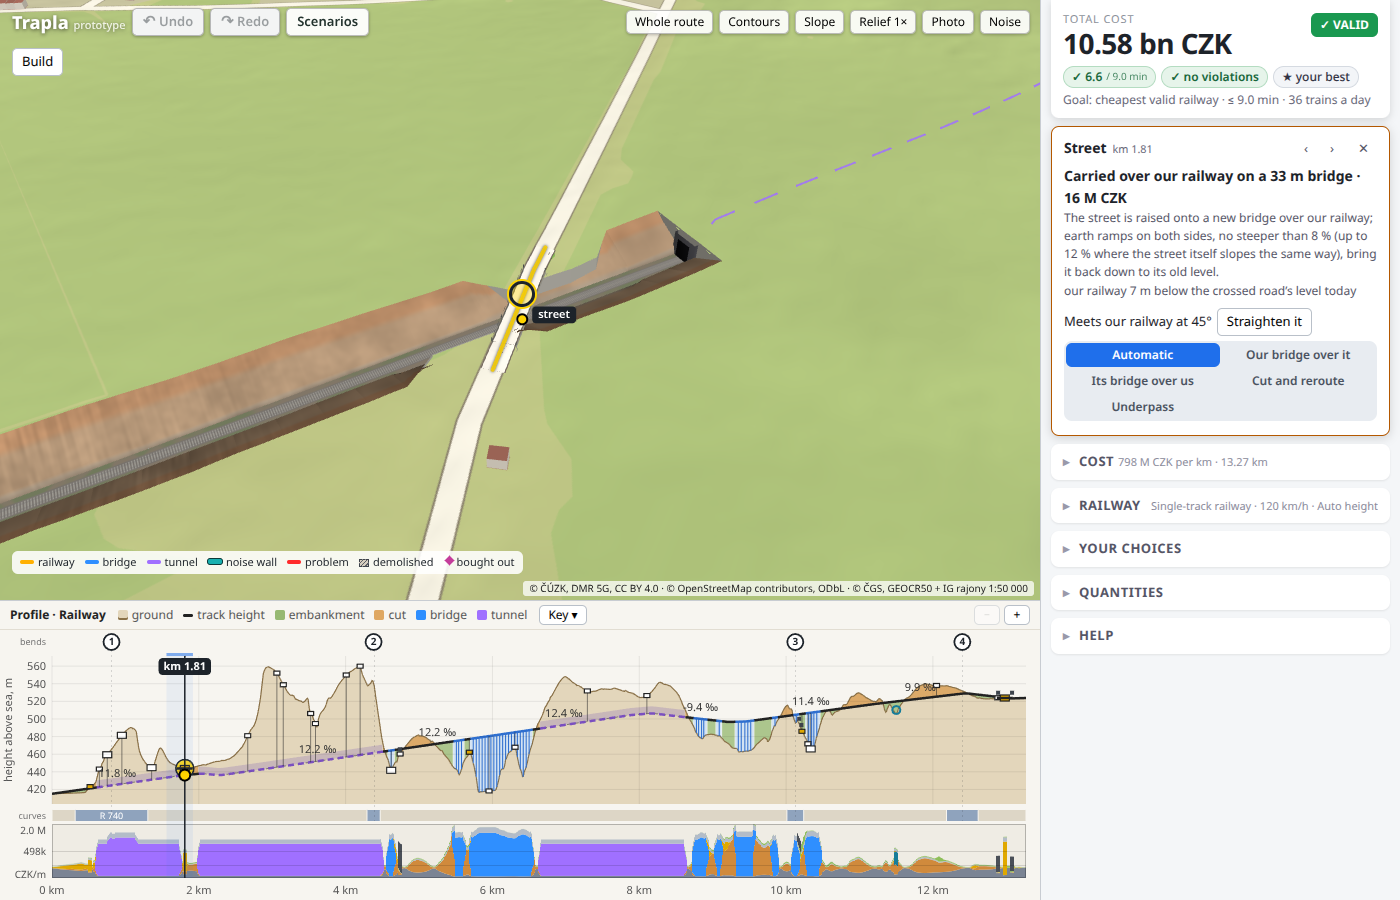 Trapla prototype
↶ Undo
↷ Redo
Scenarios
Whole route
Contours
Slope
Relief 1×
Photo
Noise
Build
street
railway
bridge
tunnel
noise wall
problem
demolished
bought out
© ČÚZK, DMR 5G, CC BY 4.0 · © OpenStreetMap contributors, ODbL · © ČGS, GEOCR50 + IG rajony 1:50 000
TOTAL COST
10.58 bn CZK
✓ VALID
✓ 6.6 / 9.0 min
✓ no violations
★ your best
Goal: cheapest valid railway · ≤ 9.0 min · 36 trains a day
Street km 1.81
‹ › ✕
Carried over our railway on a 33 m bridge ·
16 M CZK
The street is raised onto a new bridge over our railway;
earth ramps on both sides, no steeper than 8 % (up to
12 % where the street itself slopes the same way), bring
it back down to its old level.
our railway 7 m below the crossed road’s level today
Meets our railway at 45°
Straighten it
Automatic
Our bridge over it
Its bridge over us
Cut and reroute
Underpass
▶ COST 798 M CZK per km · 13.27 km
▶ RAILWAY Single-track railway · 120 km/h · Auto height
▶ YOUR CHOICES
▶ QUANTITIES
▶ HELP
Profile · Railway
ground
track height
embankment
cut
bridge
tunnel
Key ▾
−
+
bends
1
2
3
4
km 1.81
height above sea, m
560
540
520
500
480
460
440
420
11.8 ‰
12.2 ‰
12.2 ‰
12.4 ‰
9.4 ‰
11.4 ‰
9.9 ‰
curves
R 740
2.0 M
498k
CZK/m
0 km
2 km
4 km
6 km
8 km
10 km
12 km